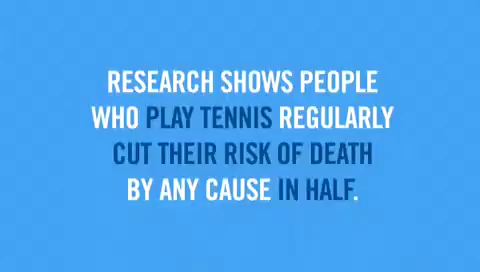 RESEARCH SHOWS PEOPLE
WHO PLAY TENNIS REGULARLY
CUT THEIR RISK OF DEATH
BY ANY CAUSE IN HALF.